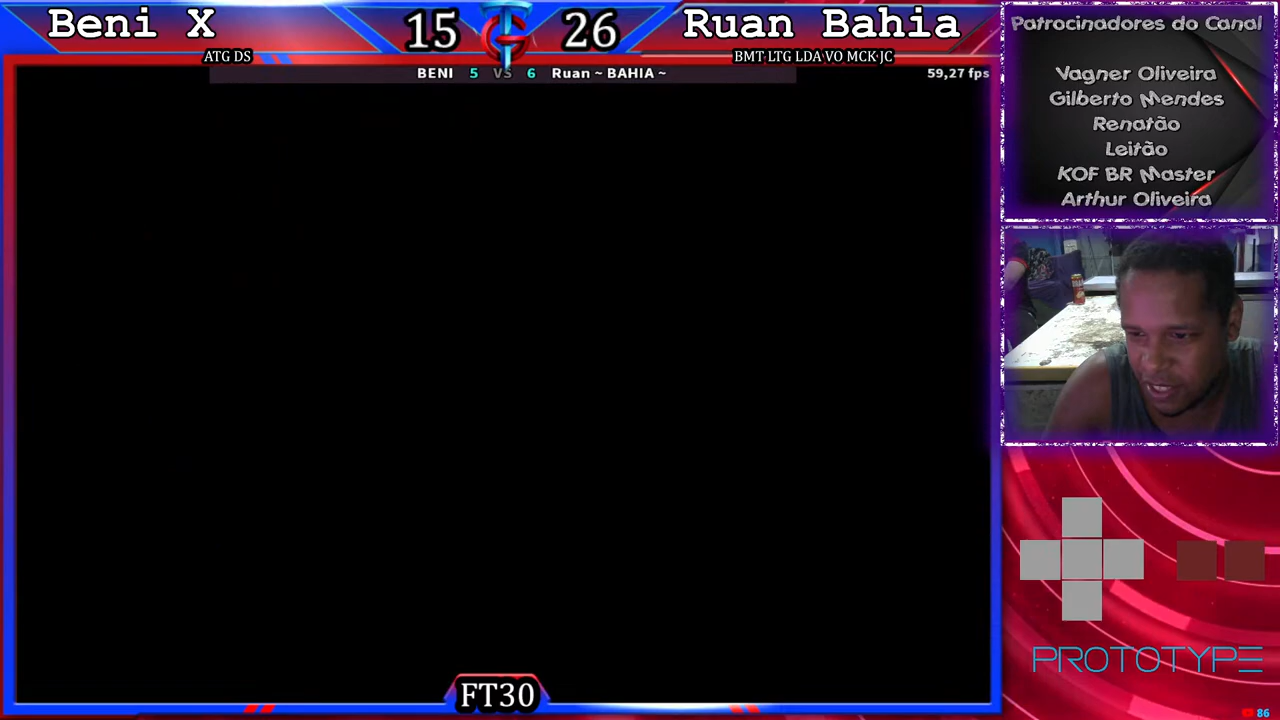 Beni X
15
26
Ruan Bahia
ATG DS
BMT LTG LDA VO MCK JC
BENI 5 VS 6 Ruan ~ BAHIA ~
59,27 fps
Patrocinadores do Canal
Vagner Oliveira
Gilberto Mendes
Renatão
Leitão
KOF BR Master
Arthur Oliveira
PROTOTYPE
FT30
86